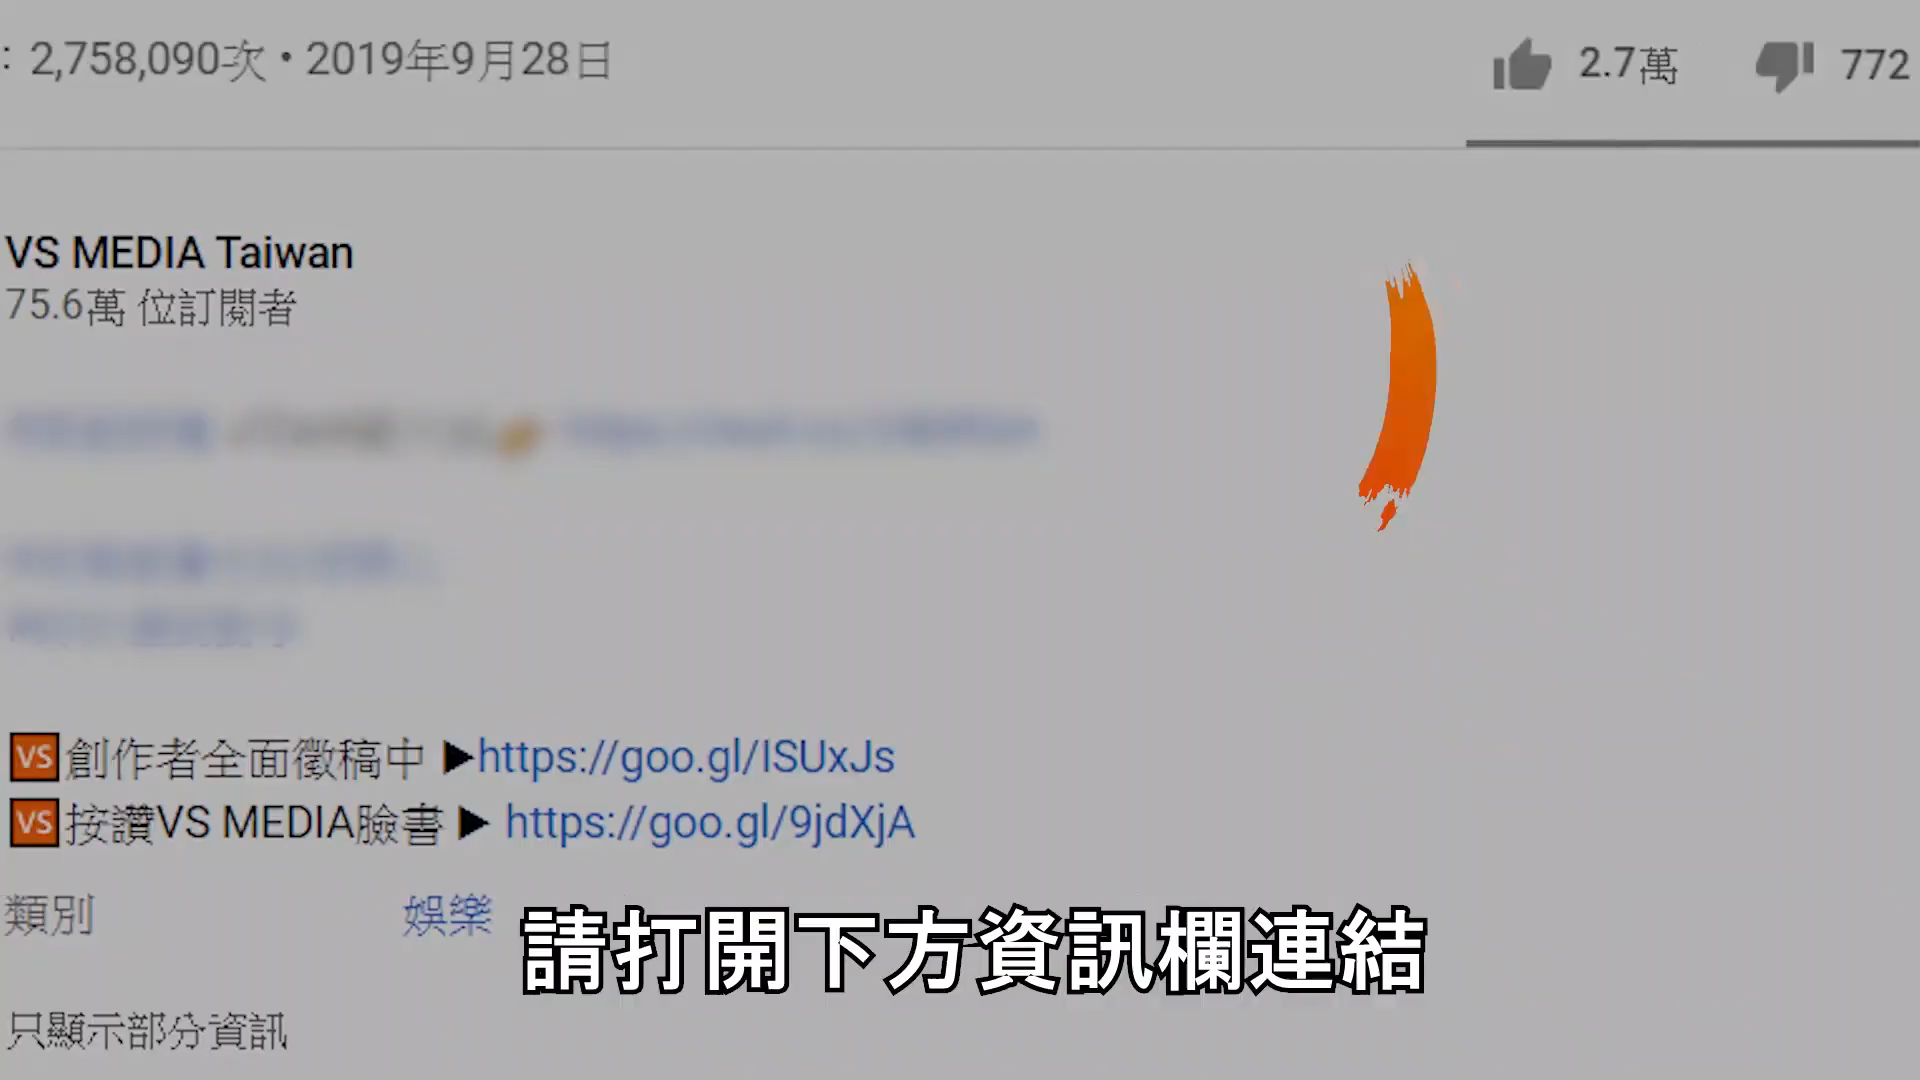 : 2,758,090次 • 2019年9月28日
2.7萬
772
VS MEDIA Taiwan
75.6萬 位訂閱者
VS 創作者全面徵稿中 ▶https://goo.gl/ISUxJs
VS 按讚VS MEDIA臉書 ▶ https://goo.gl/9jdXjA
類別 娛樂
請打開下方資訊欄連結
只顯示部分資訊